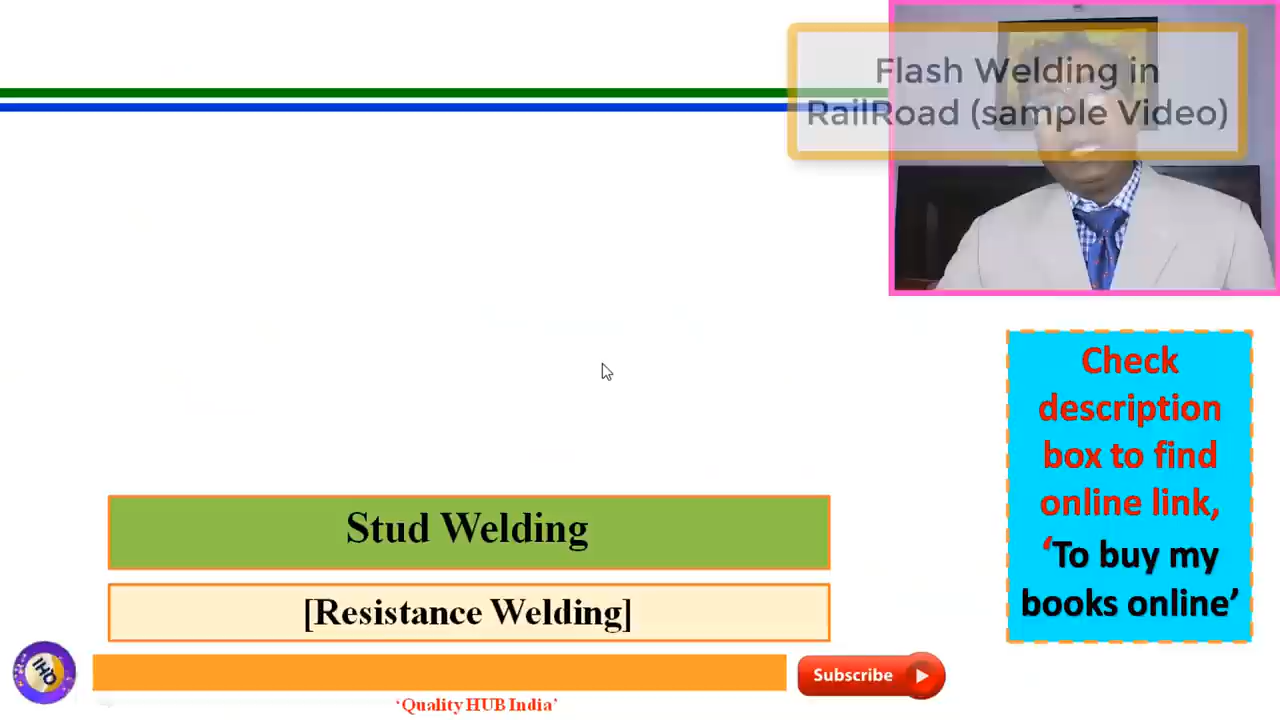 Flash Welding in
RailRoad (sample Video)
Check
description
box to find
online link,
‘To buy my
books online’
Stud Welding
[Resistance Welding]
QHI
Subscribe
‘Quality HUB India’